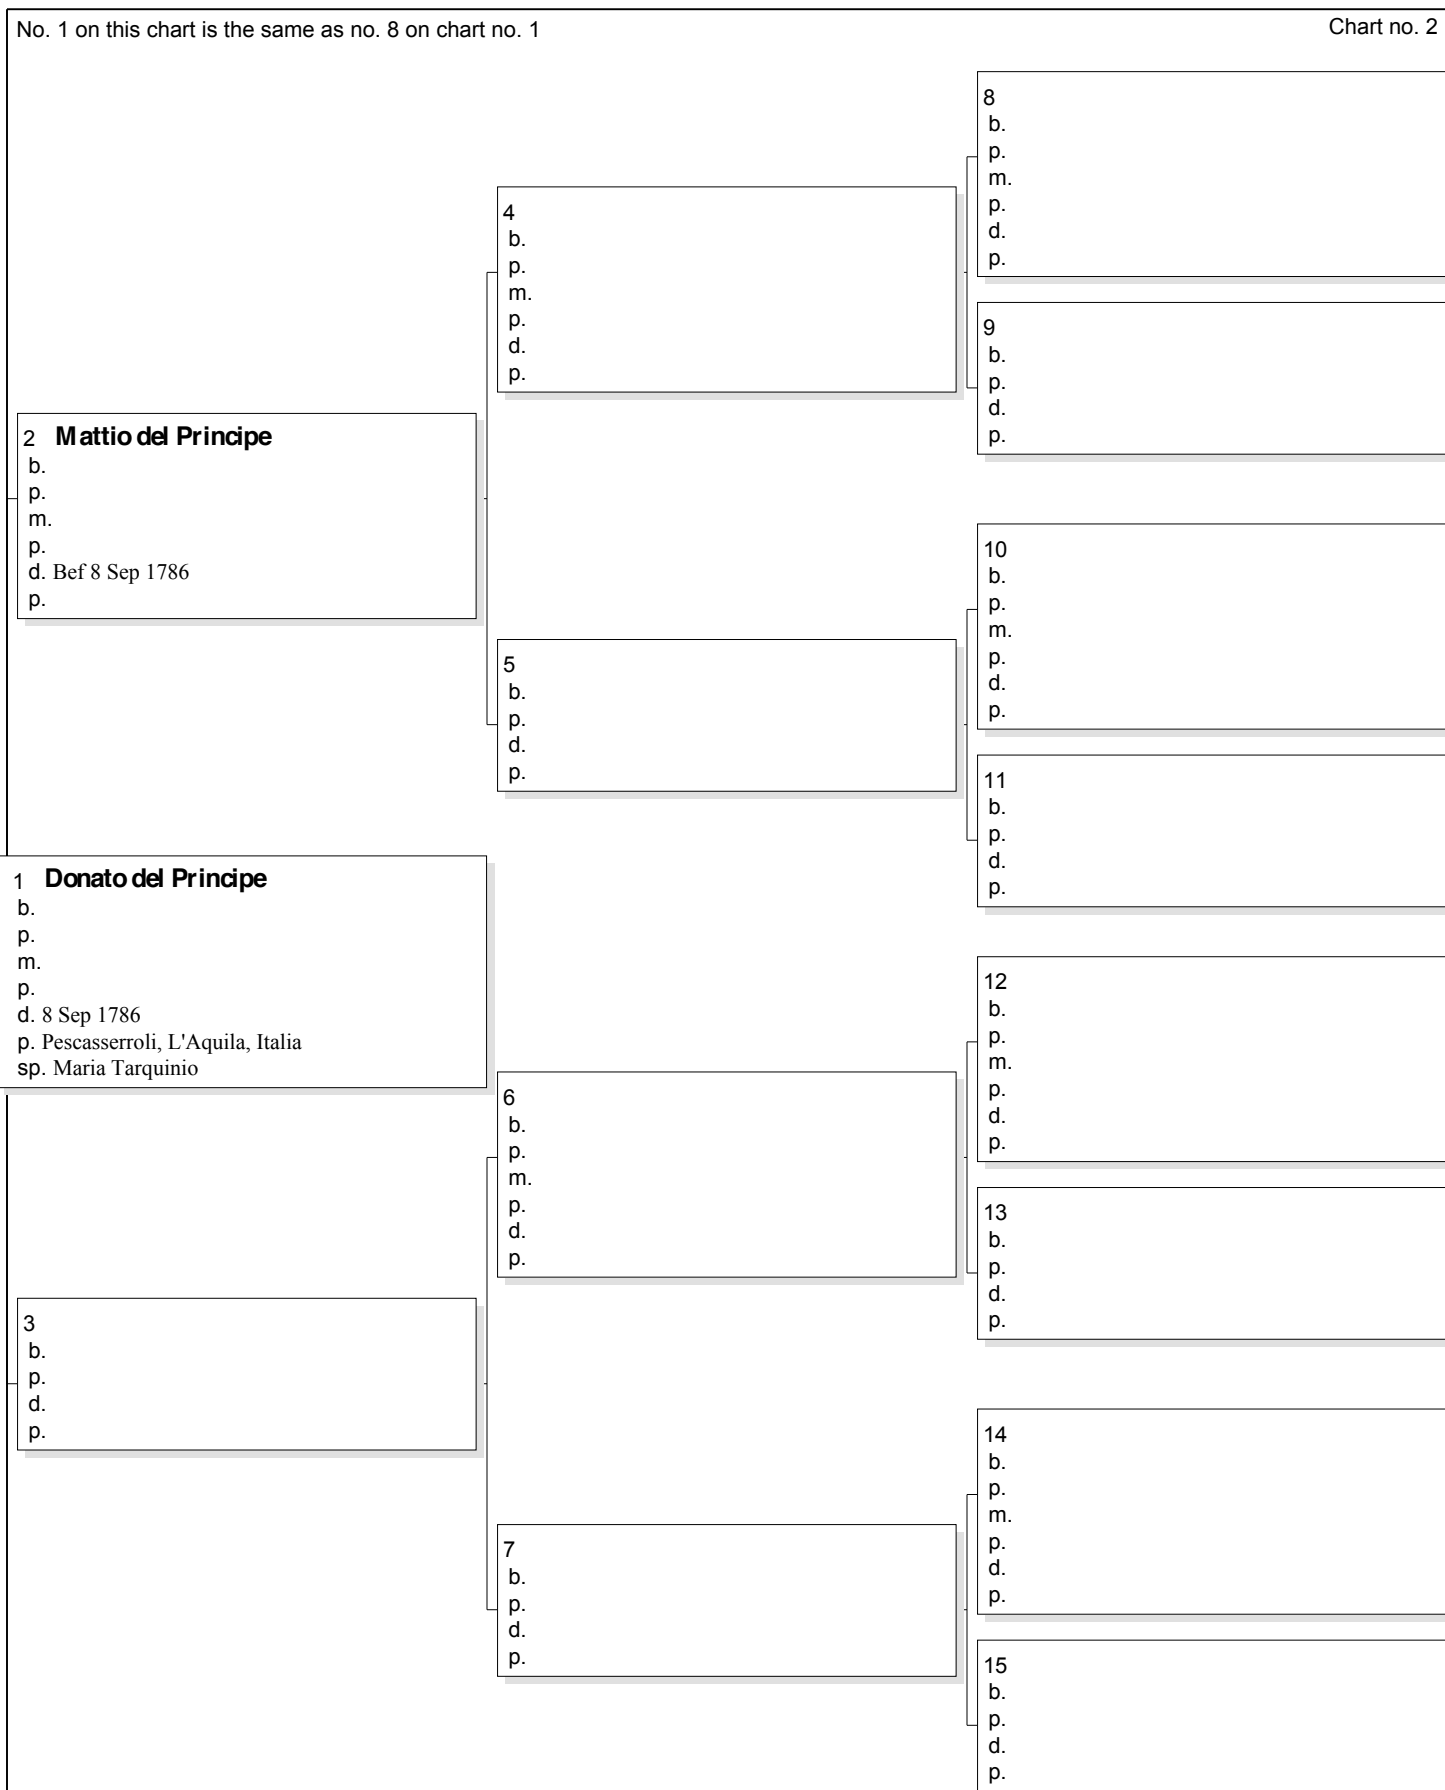 No. 1 on this chart is the same as no. 8 on chart no. 1
Chart no. 2
8
b.
p.
m.
p.
d.
p.
4
b.
p.
m.
p.
d.
p.
9
b.
p.
d.
p.
2 Mattio del Principe
b.
p.
m.
p.
d. Bef 8 Sep 1786
p.
10
b.
p.
m.
p.
d.
p.
5
b.
p.
d.
p.
11
b.
p.
d.
p.
1 Donato del Principe
b.
p.
m.
p.
d. 8 Sep 1786
p. Pescasserroli, L'Aquila, Italia
sp. Maria Tarquinio
12
b.
p.
m.
p.
d.
p.
6
b.
p.
m.
p.
d.
p.
13
b.
p.
d.
p.
3
b.
p.
d.
p.
14
b.
p.
m.
p.
d.
p.
7
b.
p.
d.
p.
15
b.
p.
d.
p.